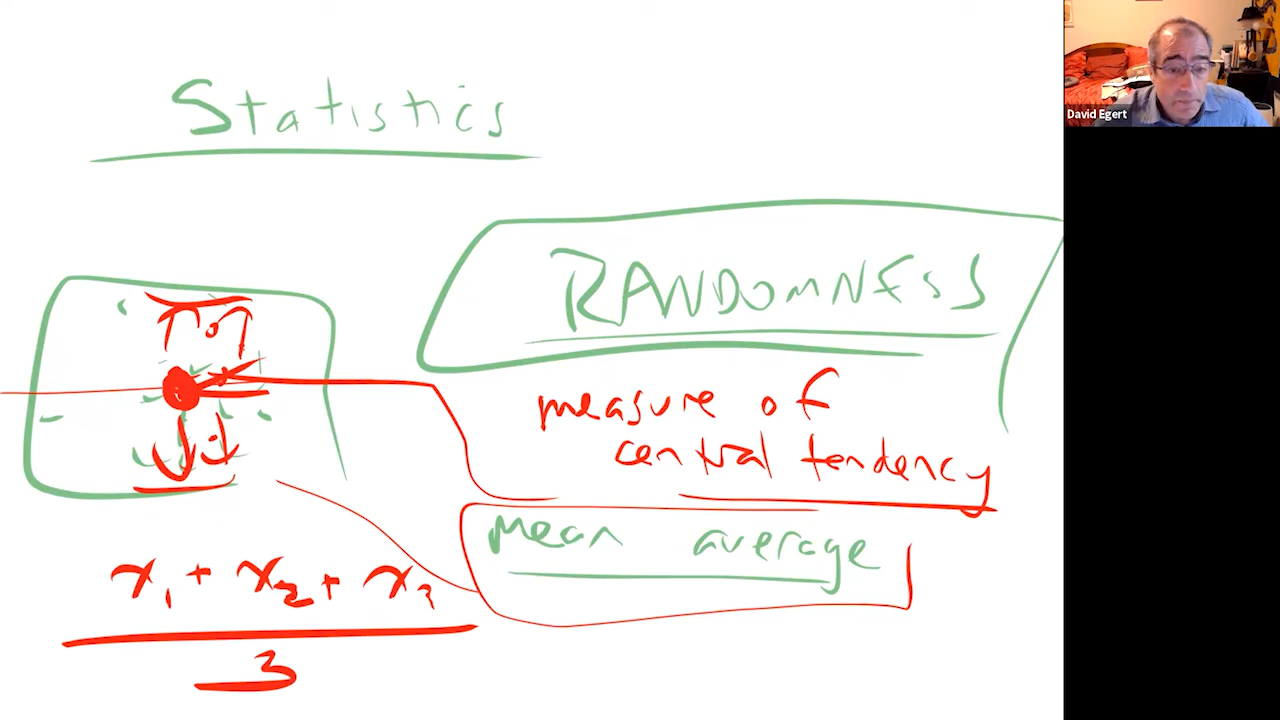 Statistics
David Egert
RANDOMNESS
measure of
central tendency
mean average
x₁ + x₂ + x₃
3